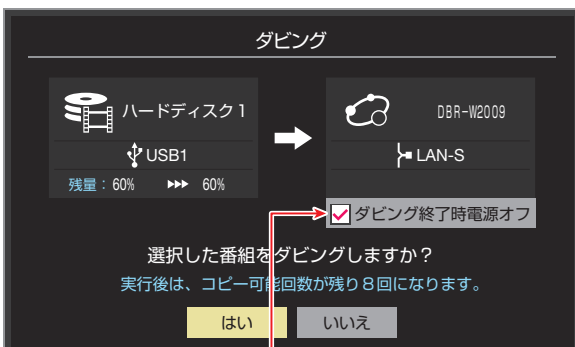 ダビング
ハードディスク1
USB1
残量：60% ▸▸▸ 60%
DBR-W2009
LAN-S
ダビング終了時電源オフ
選択した番組をダビングしますか？
実行後は、コピー可能回数が残り８回になります。
はい
いいえ